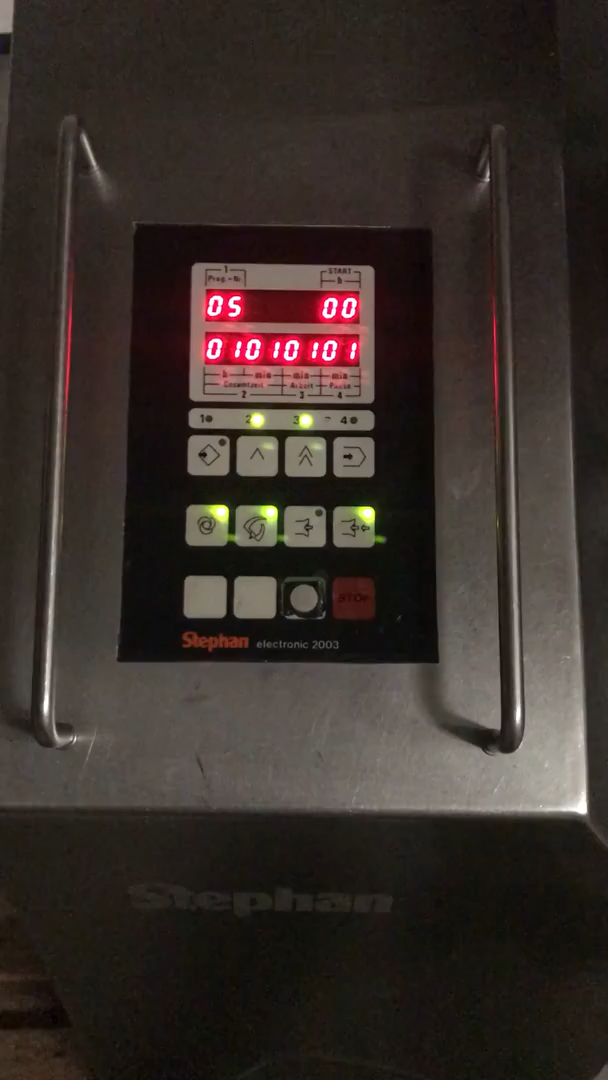 1 START
Prog.-Nr. h
05 00
01010101
h min min min
Gesamtzeit Arbeit Pause
2 3 4
1 2 3 4
STOP
Stephan electronic 2003
Stephan